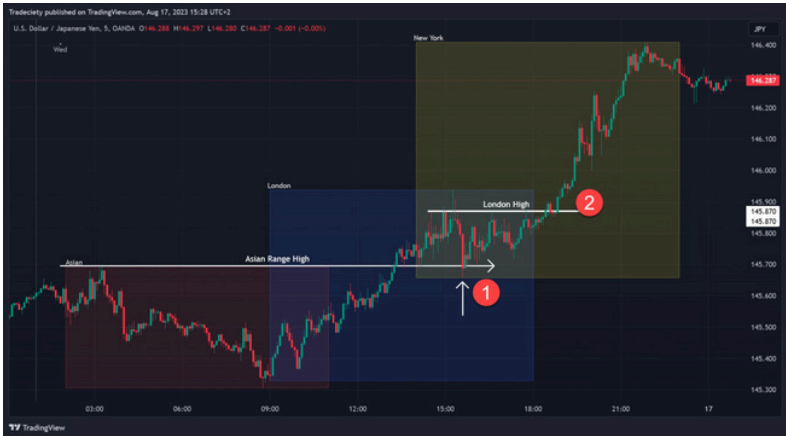 Tradeciety published on TradingView.com, Aug 17, 2023 15:28 UTC+2
U.S. Dollar / Japanese Yen, 5, OANDA O146.288 H146.297 L146.280 C146.287 -0.001 (-0.00%)
JPY
Wed
New York
146.400
146.287
146.200
146.100
146.000
London
145.900
London High
2
145.870
145.870
145.800
Asian
Asian Range High
145.700
1
145.600
145.500
145.400
145.300
03:00 06:00 09:00 12:00 15:00 18:00 21:00 17
TradingView